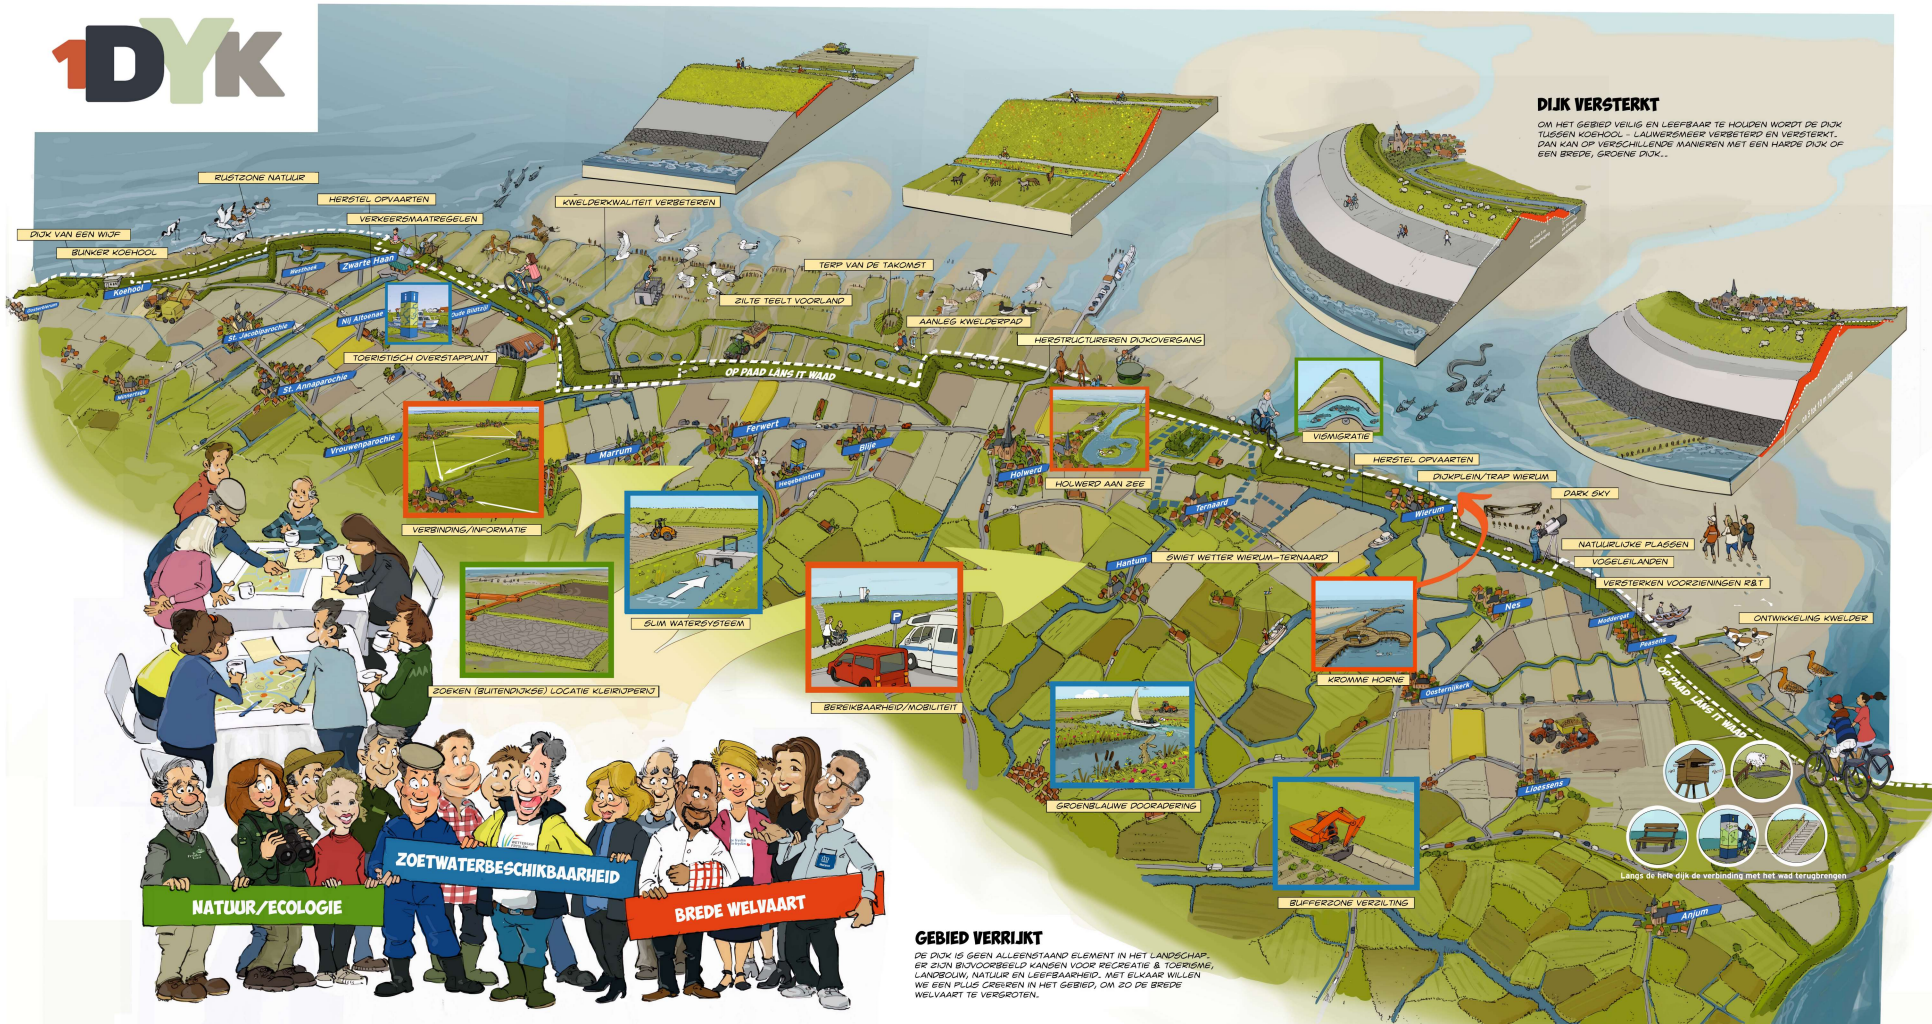 1DYK
DIJK VERSTERKT
OM HET GEBIED VEILIG EN LEEFBAAR TE HOUDEN WORDT DE DIJK
TUSSEN KOEHOOL - LAUWERSMEER VERBETERD EN VERSTERKT.
DAN KAN OP VERSCHILLENDE MANIEREN MET EEN HARDE DIJK OF
EEN BREDE, GROENE DIJK...
RUSTZONE NATUUR
HERSTEL OPVAARTEN
VERKEERSMAATREGELEN
KWELDERKWALITEIT VERBETEREN
DIJK VAN EEN WIJF
BUNKER KOEHOOL
TERP VAN DE TAKOMST
ZILTE TEELT VOORLAND
AANLEG KWELDERPAD
HERSTRUCTUREREN DIJKOVERGANG
Koehool
Westhoek
Zwarte Haan
St. Jacobiparochie
Nij Altoenae
Oude Bildtzijl
TOERISTISCH OVERSTAPPUNT
St. Annaparochie
Minnertsga
Vrouwenparochie
OP PAAD LÂNS IT WAAD
Marrum
Ferwert
Hegebeintum
Blije
Holwerd
VISMIGRATIE
HERSTEL OPVAARTEN
DIJKPLEIN/TRAP WIERUM
DARK SKY
HOLWERD AAN ZEE
Ternaard
Wierum
VERBINDING/INFORMATIE
NATUURLIJKE PLASSEN
VOGELEILANDEN
VERSTERKEN VOORZIENINGEN R&T
SWIET WETTER WIERUM-TERNAARD
Hantum
ZOET
SLIM WATERSYSTEEM
P
Nes
Moddergat
Peasens
ONTWIKKELING KWELDER
ZOEKEN (BUITENDIJKSE) LOCATIE KLEIRIJPERIJ
BEREIKBAARHEID/MOBILITEIT
KROMME HORNE
Oosternijkerk
OP PAAD LÂNS IT WAAD
GROENBLAUWE DOORADERING
Lioessens
BUFFERZONE VERZILTING
Langs de hele dijk de verbinding met het wad terugbrengen
Anjum
NATUUR/ECOLOGIE
ZOETWATERBESCHIKBAARHEID
BREDE WELVAART
GEBIED VERRIJKT
DE DIJK IS GEEN ALLEENSTAAND ELEMENT IN HET LANDSCHAP.
ER ZIJN BIJVOORBEELD KANSEN VOOR RECREATIE & TOERISME,
LANDBOUW, NATUUR EN LEEFBAARHEID. MET ELKAAR WILLEN
WE EEN PLUS CREËREN IN HET GEBIED, OM ZO DE BREDE
WELVAART TE VERGROTEN.